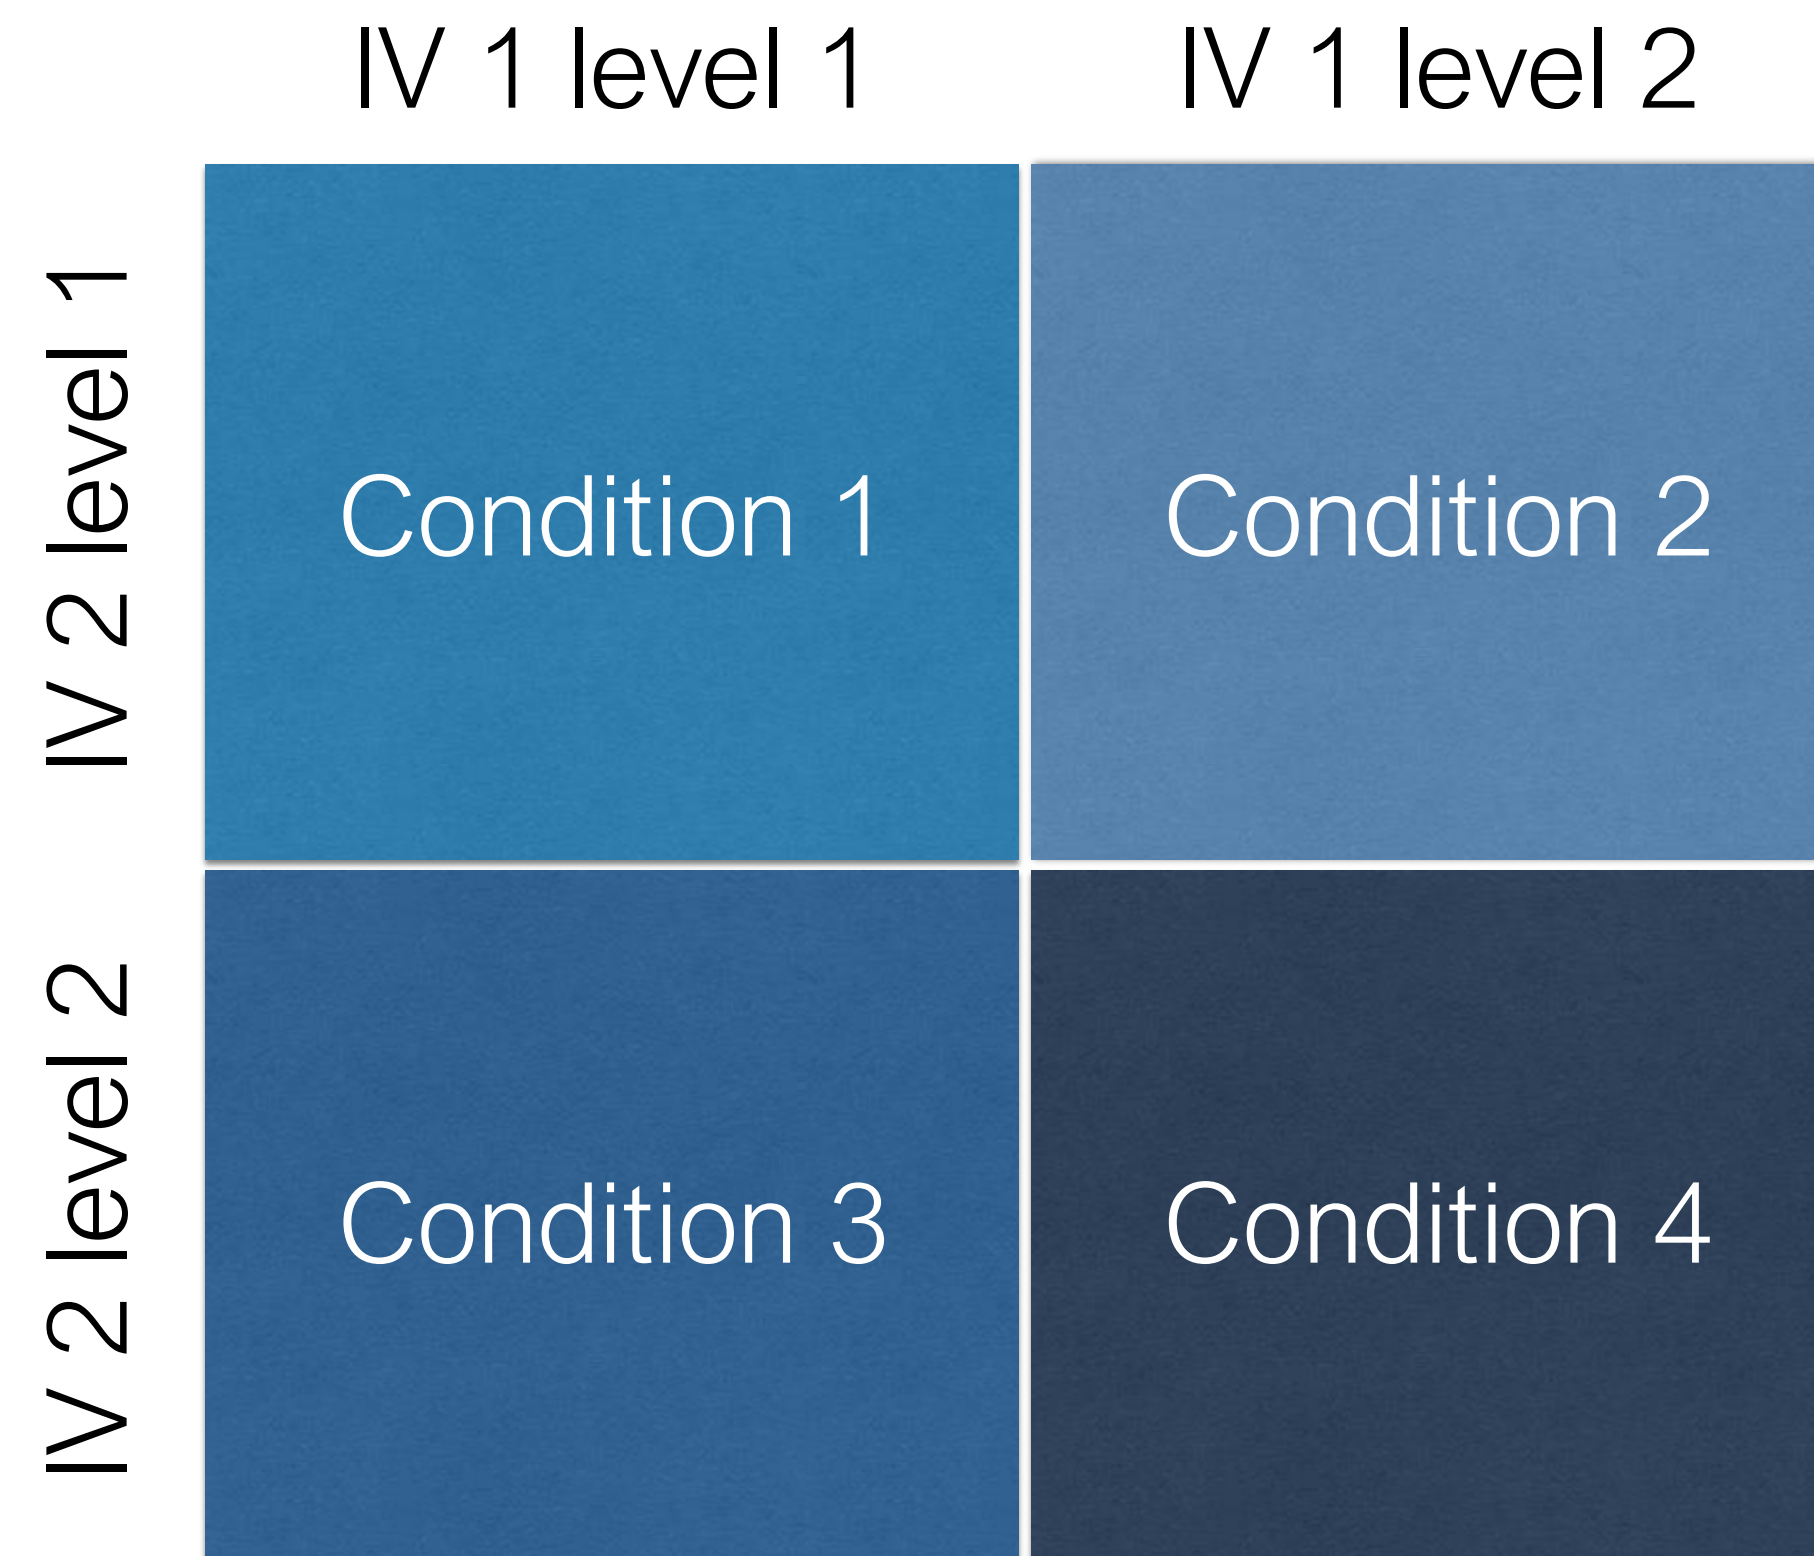 IV 1 level 1
IV 1 level 2
IV 2 level 1
Condition 1
Condition 2
IV 2 level 2
Condition 3
Condition 4